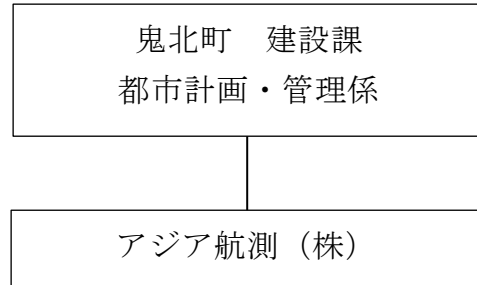 鬼北町　建設課
都市計画・管理係
アジア航測（株）